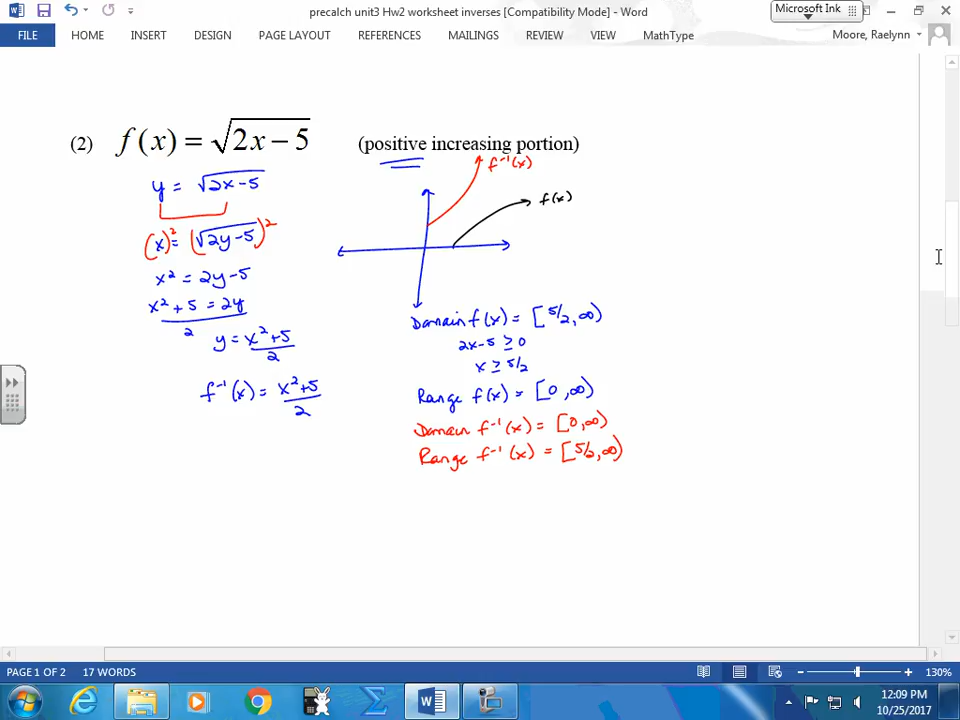 precalch unit3 Hw2 worksheet inverses [Compatibility Mode] - Word
Microsoft Ink
FILE HOME INSERT DESIGN PAGE LAYOUT REFERENCES MAILINGS REVIEW VIEW MathType Moore, Raelynn
(2) f(x) = √2x − 5 (positive increasing portion)
y = √2x-5
(x)² = (√2y-5)²
x² = 2y-5
x² + 5 = 2y
2
y = x²+5
2
f⁻¹(x) = x²+5
2
f⁻¹(x)
f(x)
Domain f(x) = [5/2, ∞)
2x-5 ≥ 0
x ≥ 5/2
Range f(x) = [0, ∞)
Domain f⁻¹(x) = [0, ∞)
Range f⁻¹(x) = [5/2, ∞)
PAGE 1 OF 2 17 WORDS 130%
12:09 PM
10/25/2017